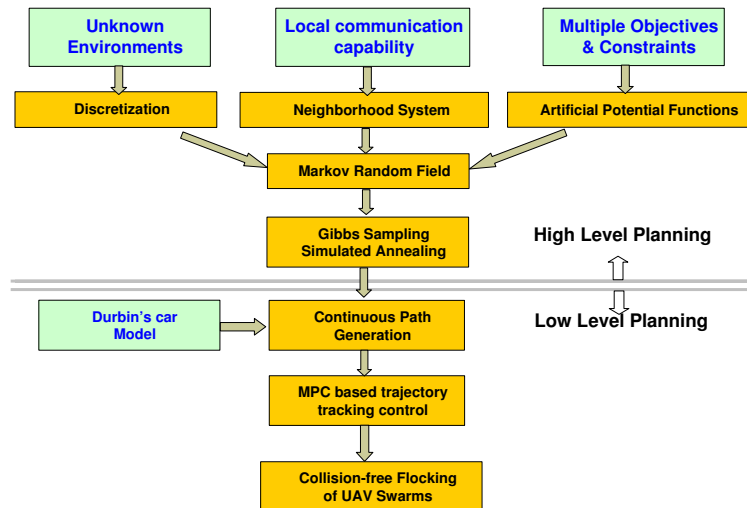 Unknown
Environments
Local communication
capability
Multiple Objectives
& Constraints
Discretization
Neighborhood System
Artificial Potential Functions
Markov Random Field
Gibbs Sampling
Simulated Annealing
High Level Planning
Durbin's car
Model
Continuous Path
Generation
Low Level Planning
MPC based trajectory
tracking control
Collision-free Flocking
of UAV Swarms